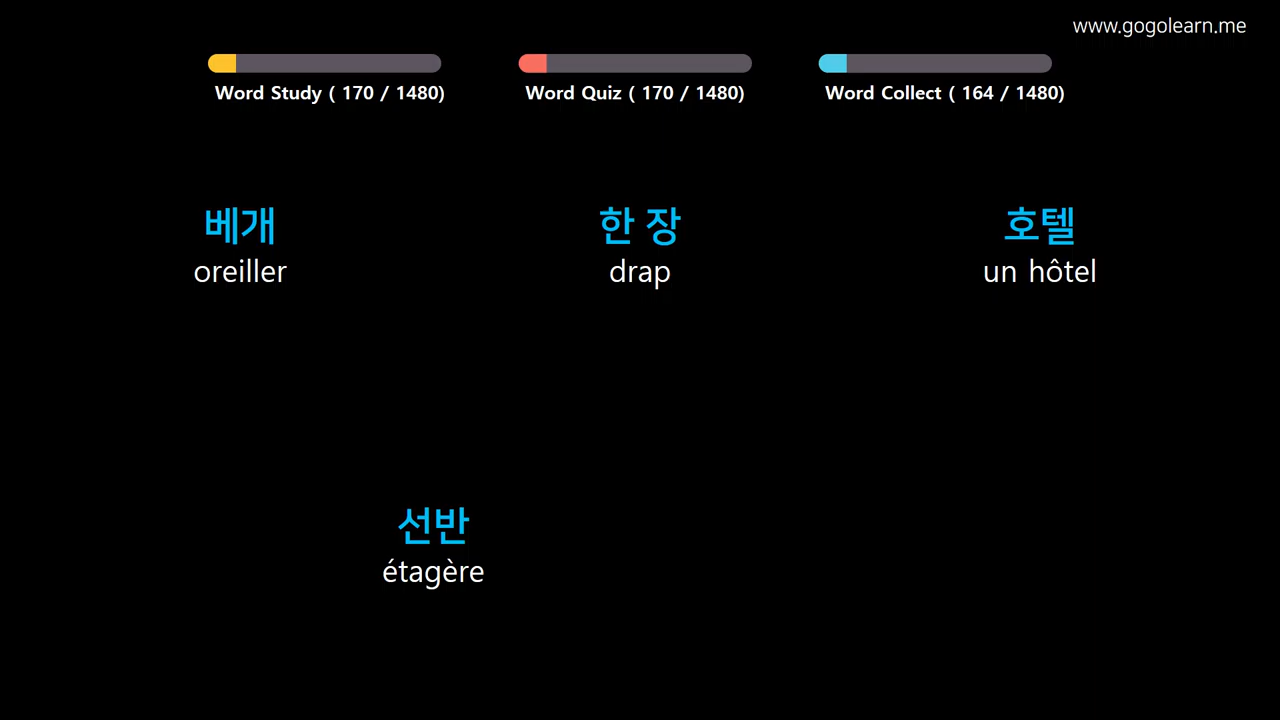 www.gogolearn.me
Word Study ( 170 / 1480)
Word Quiz ( 170 / 1480)
Word Collect ( 164 / 1480)
베개
oreiller
한 장
drap
호텔
un hôtel
선반
étagère